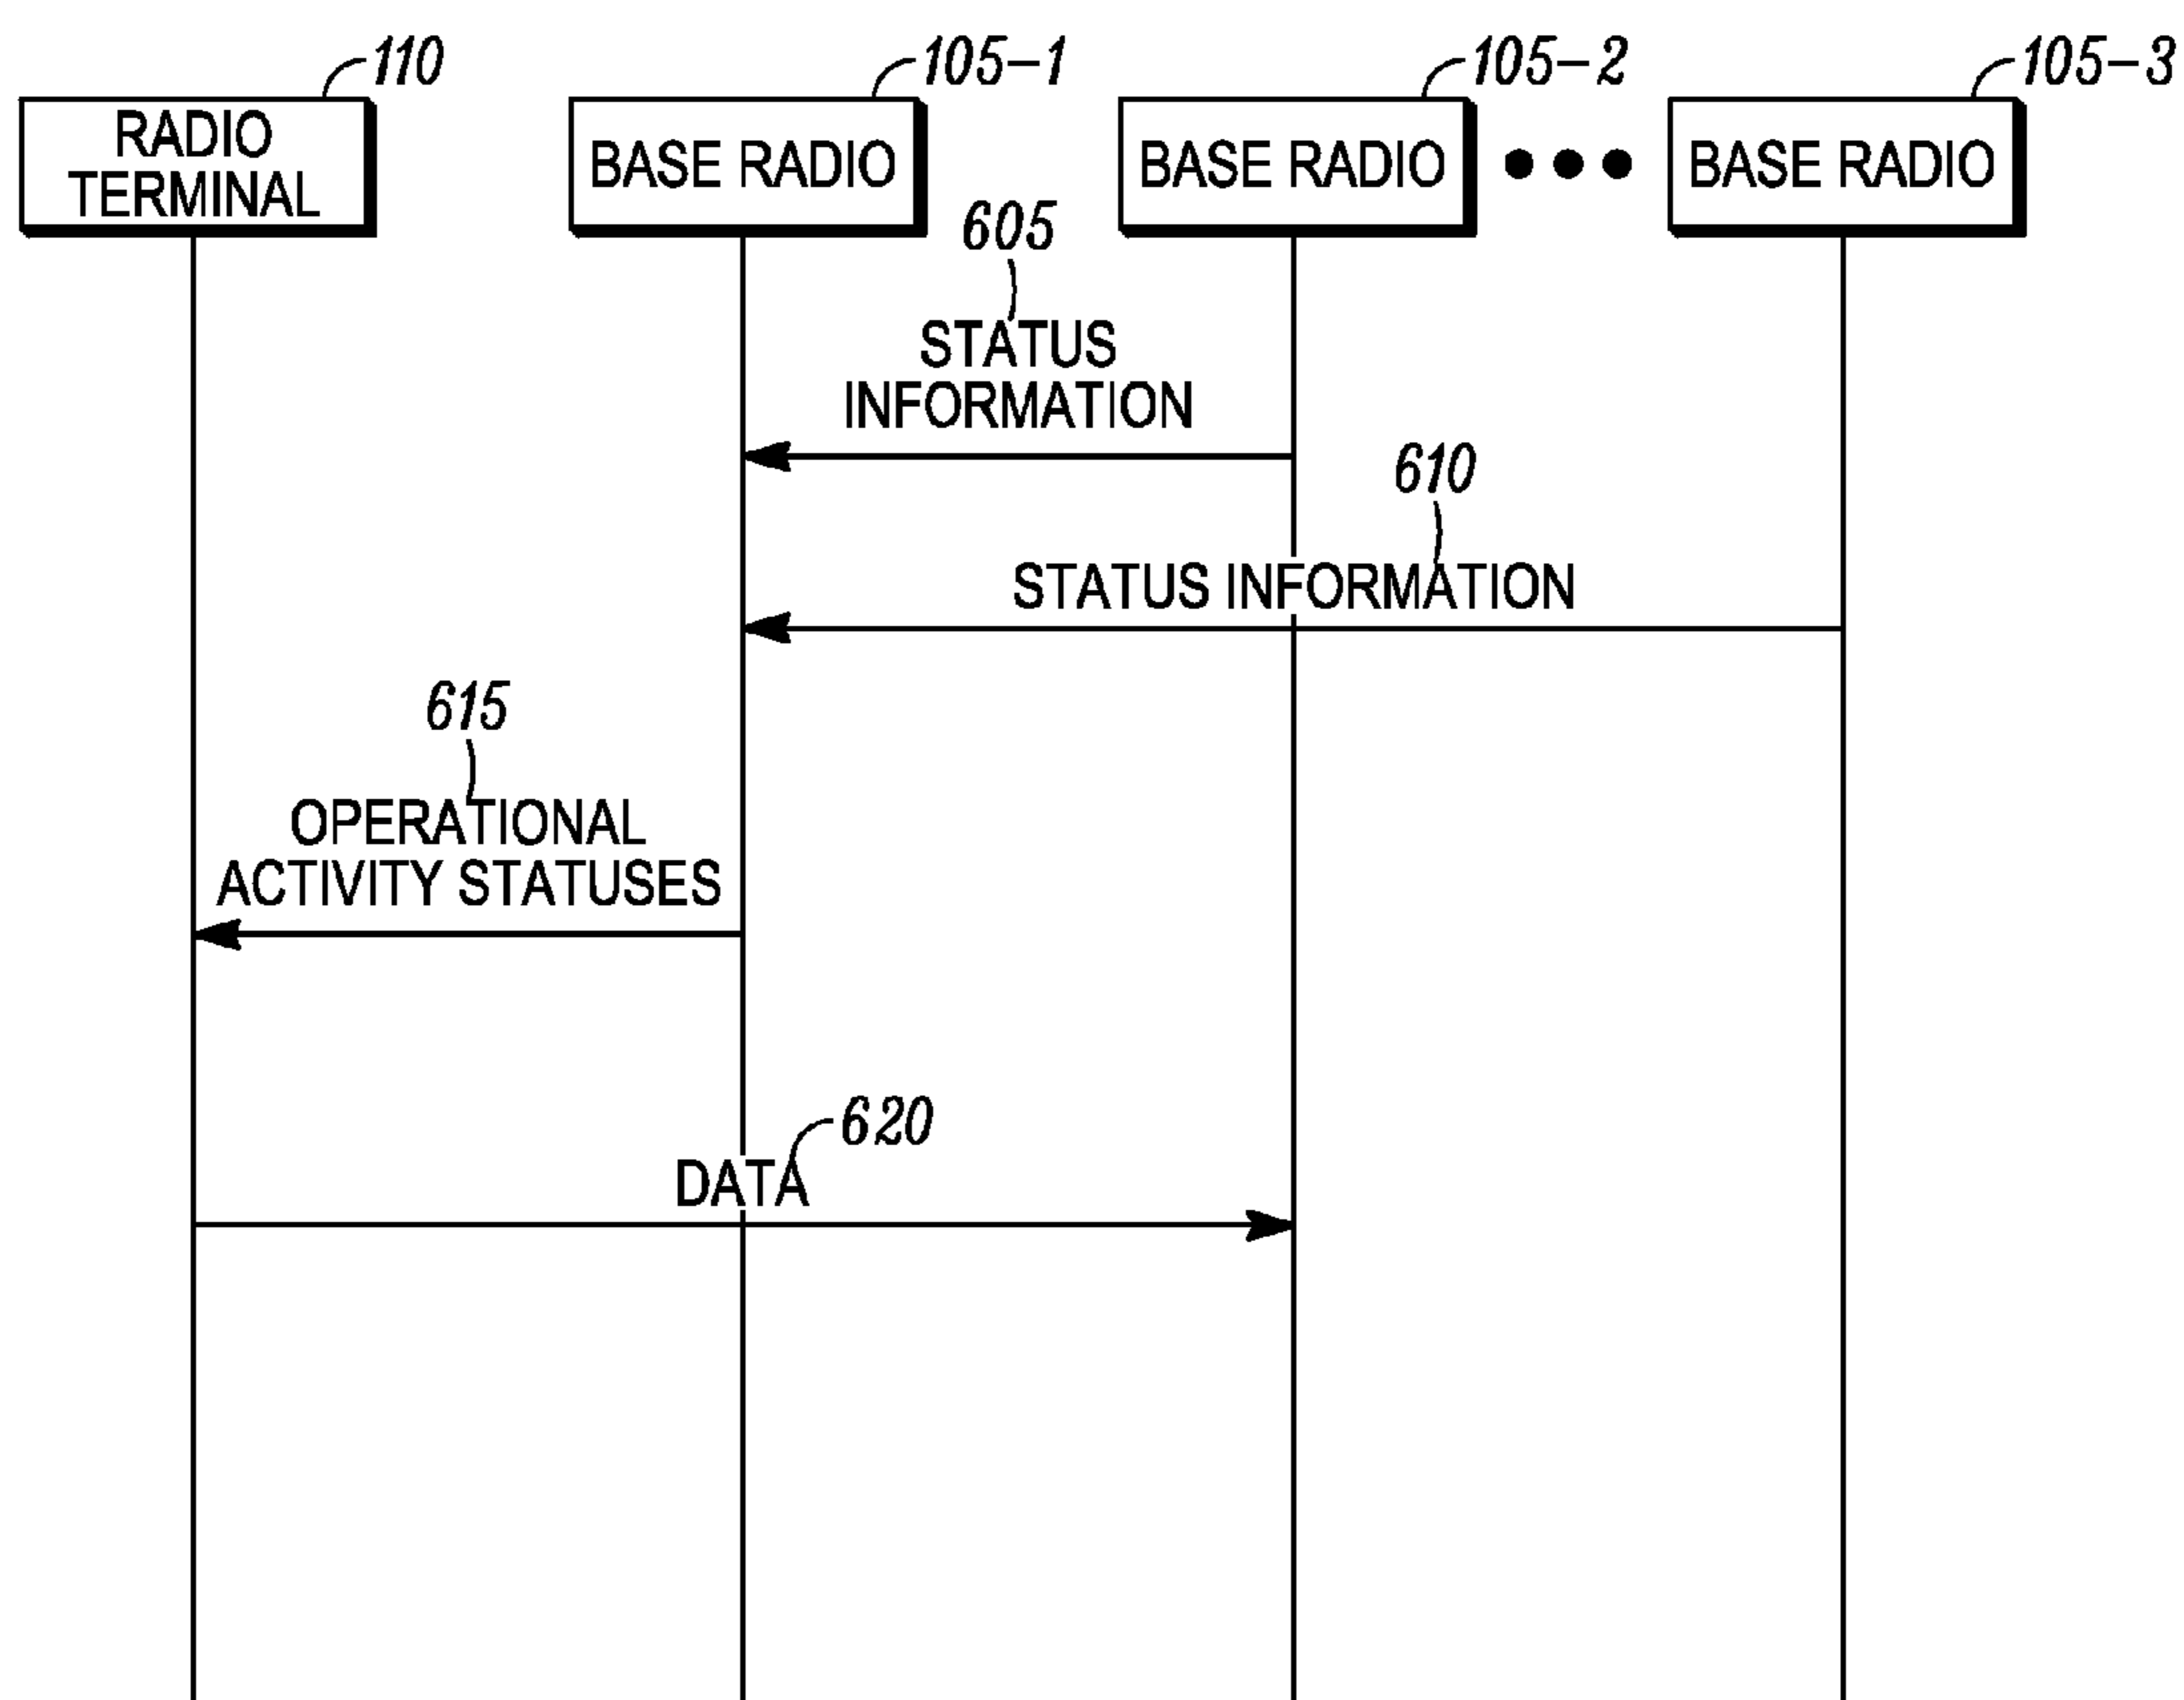 110
105-1
105-2
105-3
RADIO
TERMINAL
BASE RADIO
BASE RADIO
BASE RADIO
605
STATUS
INFORMATION
610
STATUS INFORMATION
615
OPERATIONAL
ACTIVITY STATUSES
620
DATA